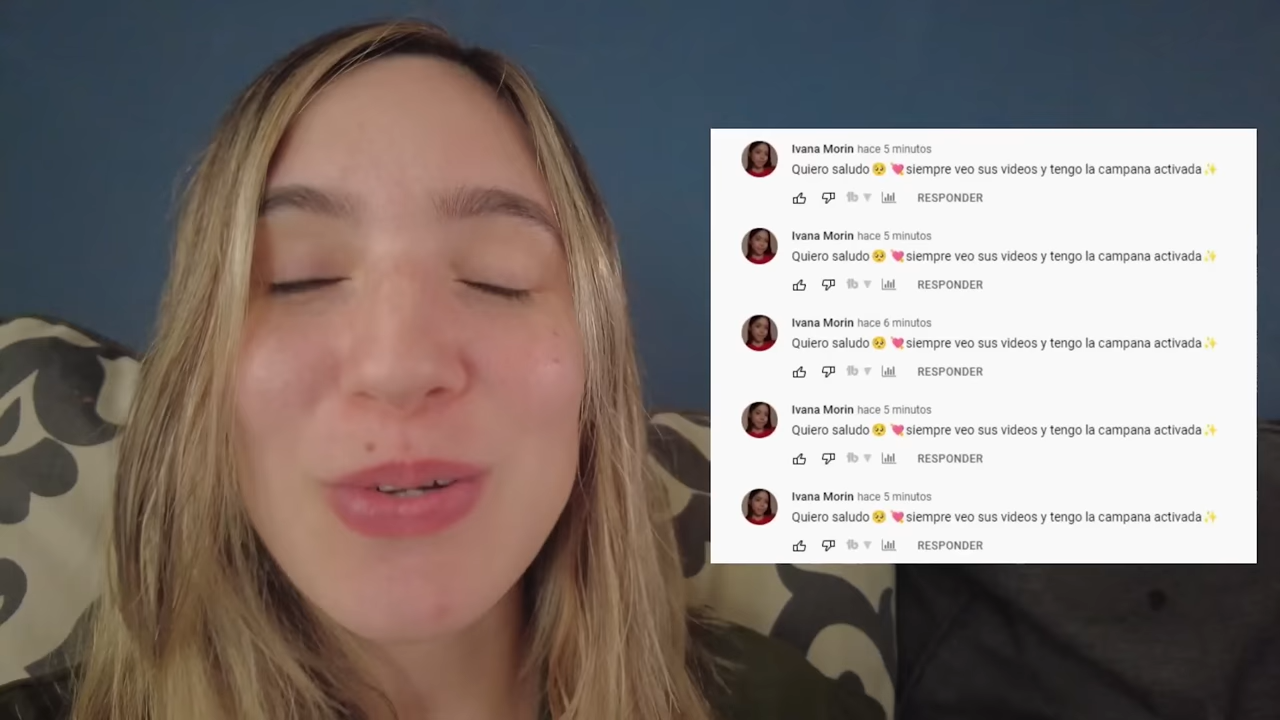 Ivana Morin hace 5 minutos
Quiero saludo🥺 💘siempre veo sus videos y tengo la campana activada✨
RESPONDER
Ivana Morin hace 5 minutos
Quiero saludo🥺 💘siempre veo sus videos y tengo la campana activada✨
RESPONDER
Ivana Morin hace 6 minutos
Quiero saludo🥺 💘siempre veo sus videos y tengo la campana activada✨
RESPONDER
Ivana Morin hace 5 minutos
Quiero saludo🥺 💘siempre veo sus videos y tengo la campana activada✨
RESPONDER
Ivana Morin hace 5 minutos
Quiero saludo🥺 💘siempre veo sus videos y tengo la campana activada✨
RESPONDER